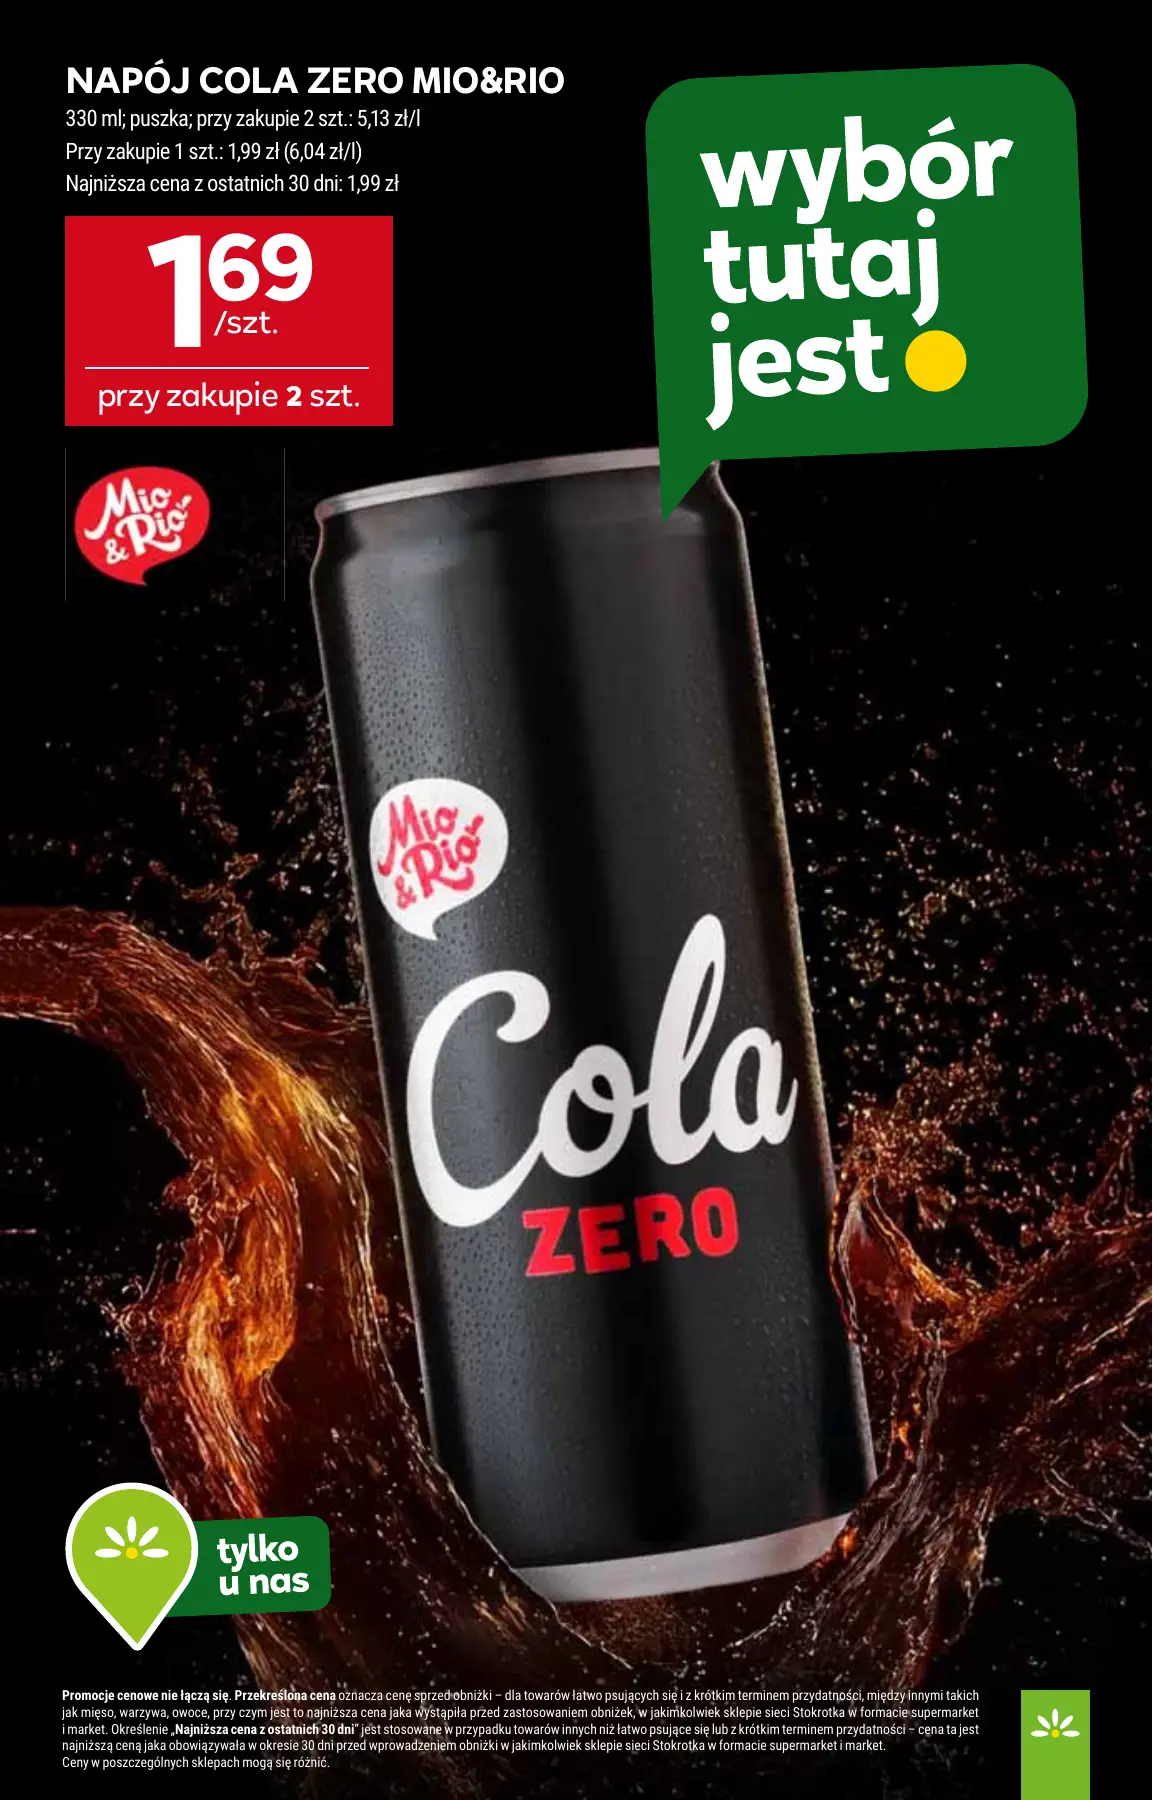 NAPÓJ COLA ZERO MIO&RIO
330 ml; puszka; przy zakupie 2 szt.: 5,13 zł/l
Przy zakupie 1 szt.: 1,99 zł (6,04 zł/l)
Najniższa cena z ostatnich 30 dni: 1,99 zł
1 69
/szt.
przy zakupie 2 szt.
wybór
tutaj
jest
Mio
& Rio
Mio
& Rio
Cola
ZERO
tylko
u nas
Promocje cenowe nie łączą się. Przekreślona cena oznacza cenę sprzed obniżki – dla towarów łatwo psujących się i z krótkim terminem przydatności, między innymi takich
jak mięso, warzywa, owoce, przy czym jest to najniższa cena jaka wystąpiła przed zastosowaniem obniżek, w jakimkolwiek sklepie sieci Stokrotka w formacie supermarket
i market. Określenie „Najniższa cena z ostatnich 30 dni" jest stosowane w przypadku towarów innych niż łatwo psujące się lub z krótkim terminem przydatności – cena ta jest
najniższą ceną jaka obowiązywała w okresie 30 dni przed wprowadzeniem obniżki w jakimkolwiek sklepie sieci Stokrotka w formacie supermarket i market.
Ceny w poszczególnych sklepach mogą się różnić.